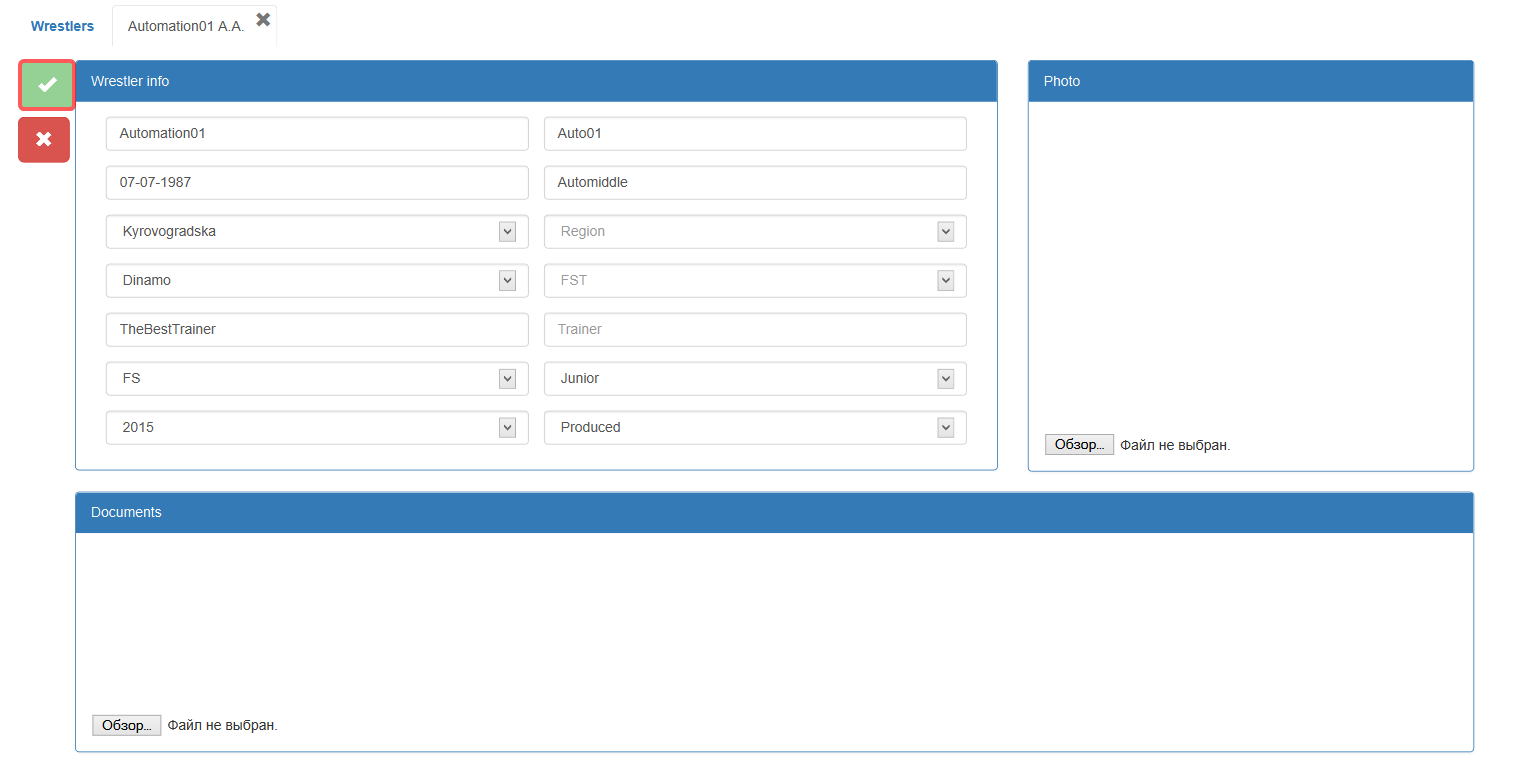 Wrestlers
Automation01 A.A.
Wrestler info
Automation01
Auto01
07-07-1987
Automiddle
Kyrovogradska
Region
Dinamo
FST
TheBestTrainer
Trainer
FS
Junior
2015
Produced
Photo
Обзор...
Файл не выбран.
Documents
Обзор...
Файл не выбран.